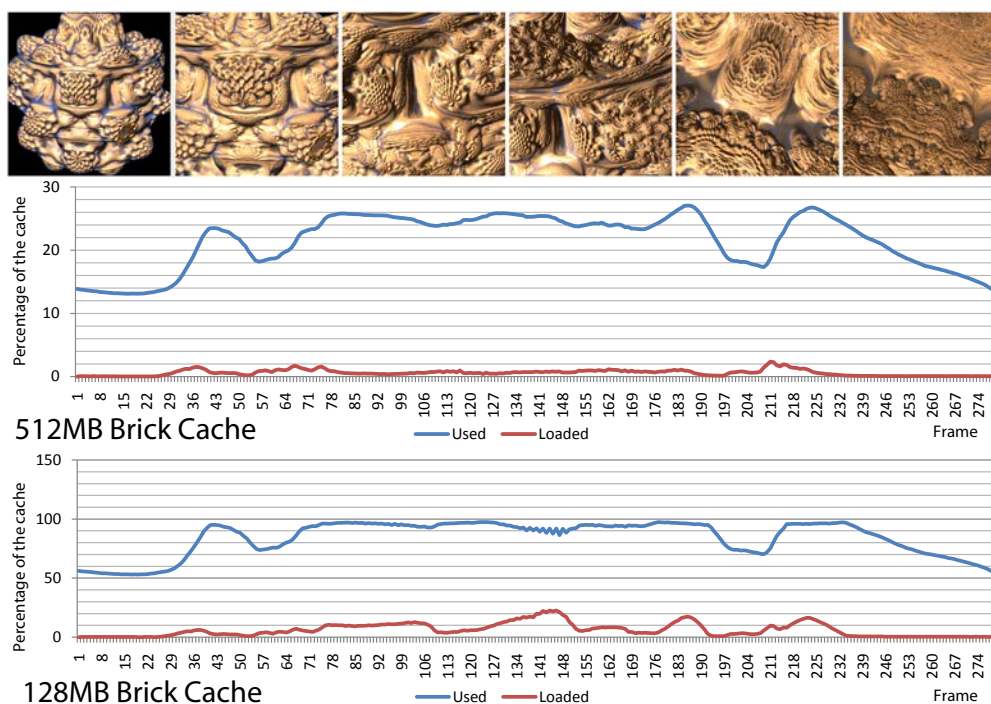 30
20
10
0
Percentage of the cache
1 8 15 22 29 36 43 50 57 64 71 78 85 92 99 106 113 120 127 134 141 148 155 162 169 176 183 190 197 204 211 218 225 232 239 246 253 260 267 274
512MB Brick Cache
Used Loaded
Frame
150
100
50
0
Percentage of the cache
1 8 15 22 29 36 43 50 57 64 71 78 85 92 99 106 113 120 127 134 141 148 155 162 169 176 183 190 197 204 211 218 225 232 239 246 253 260 267 274
128MB Brick Cache
Used Loaded
Frame